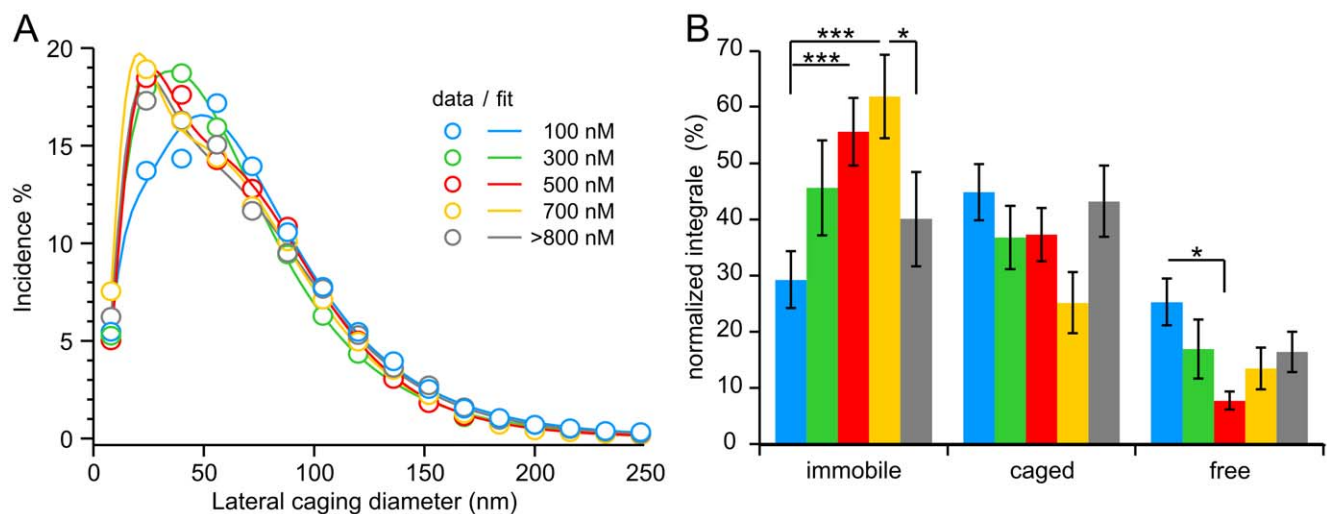 A
20
15
10
5
0
Incidence %
0 50 100 150 200 250
Lateral caging diameter (nm)
data / fit
100 nM
300 nM
500 nM
700 nM
>800 nM
B
70
60
50
40
30
20
10
0
normalized integrale (%)
*** *
***
*
immobile caged free